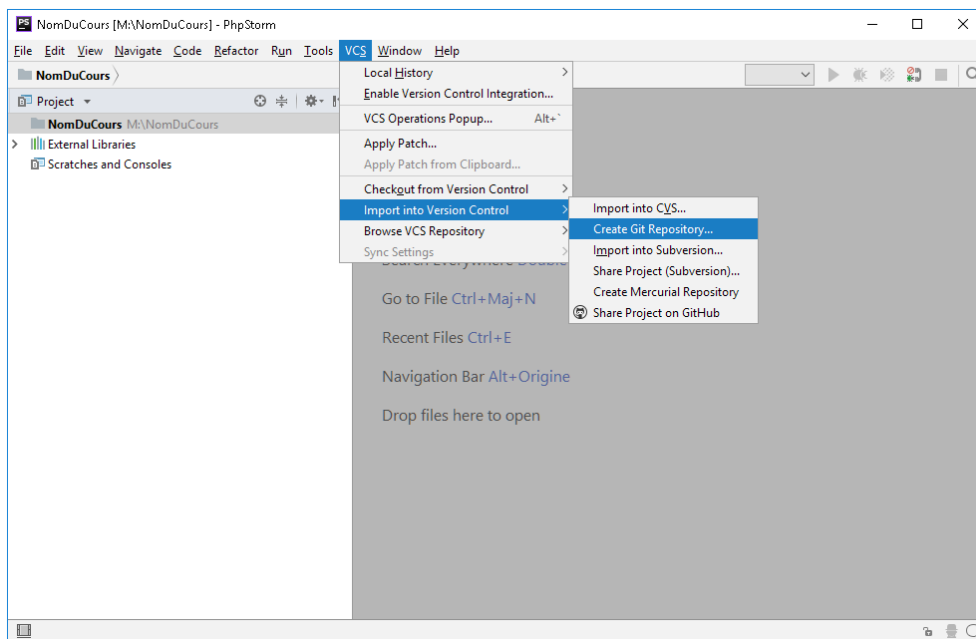 NomDuCours [M:\NomDuCours] - PhpStorm
File Edit View Navigate Code Refactor Run Tools VCS Window Help
NomDuCours
Project
NomDuCours M:\NomDuCours
External Libraries
Scratches and Consoles
Local History
Enable Version Control Integration...
VCS Operations Popup... Alt+`
Apply Patch...
Apply Patch from Clipboard...
Checkout from Version Control
Import into Version Control
Browse VCS Repository
Sync Settings
Import into CVS...
Create Git Repository...
Import into Subversion...
Share Project (Subversion)...
Create Mercurial Repository
Share Project on GitHub
Search Everywhere Double
Go to File Ctrl+Maj+N
Recent Files Ctrl+E
Navigation Bar Alt+Origine
Drop files here to open